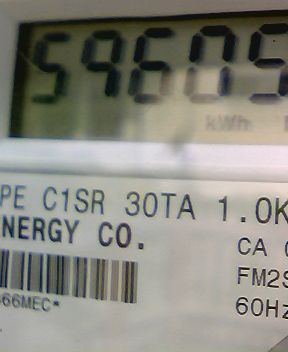 59605
kWh
PE C1SR 30TA 1.0K
NERGY CO.
CA
FM2S
66MEC*
60Hz